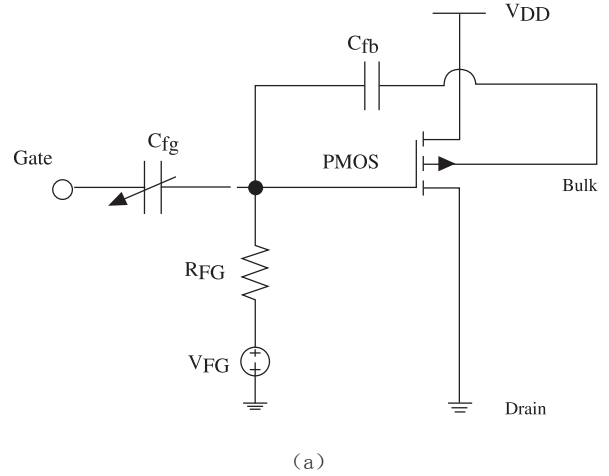 VDD
Cfb
Cfg
Gate
PMOS
Bulk
RFG
VFG
Drain
（a）